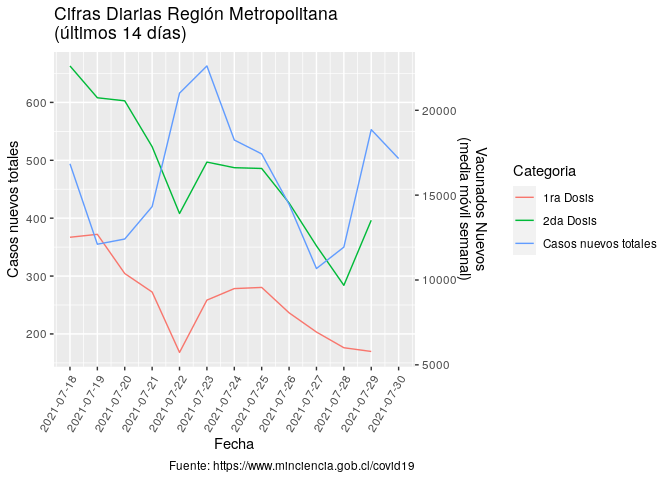 Cifras Diarias Región Metropolitana
(últimos 14 días)
Casos nuevos totales
600
500
400
300
200
20000
15000
10000
5000
Vacunados Nuevos
(media móvil semanal)
2021-07-18
2021-07-19
2021-07-20
2021-07-21
2021-07-22
2021-07-23
2021-07-24
2021-07-25
2021-07-26
2021-07-27
2021-07-28
2021-07-29
2021-07-30
Fecha
Categoria
1ra Dosis
2da Dosis
Casos nuevos totales
Fuente: https://www.minciencia.gob.cl/covid19